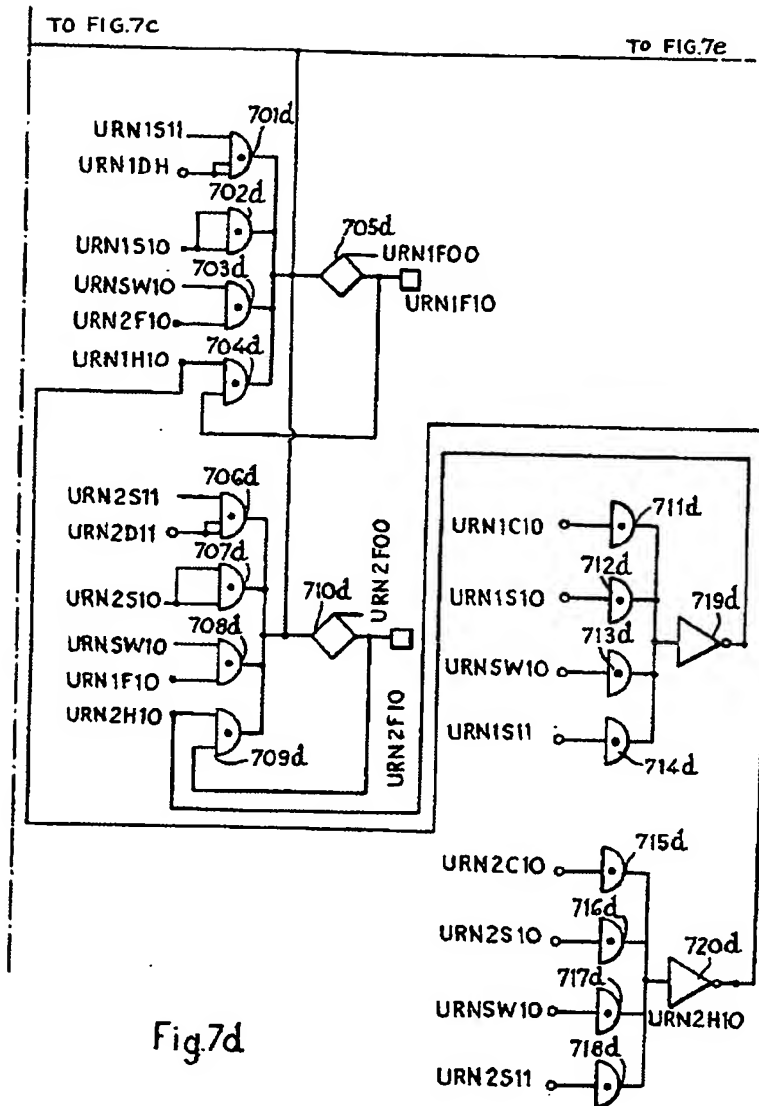 TO FIG.7c
TO FIG.7e
URN1S11
701d
URN1DH
702d
URN1S10
705d
URN1F00
URNSW10
703d
URN1F10
URN2F10
URN1H10
704d
URN2S11
706d
URN2D11
707d
URN2S10
710d
URN2F00
URNSW10
708d
URN1F10
URN2H10
709d
URN2F10
URN1C10
711d
712d
URN1S10
719d
713d
URNSW10
URN1S11
714d
715d
URN2C10
716d
URN2S10
720d
717d
URNSW10
URN2H10
718d
URN2S11
Fig.7d